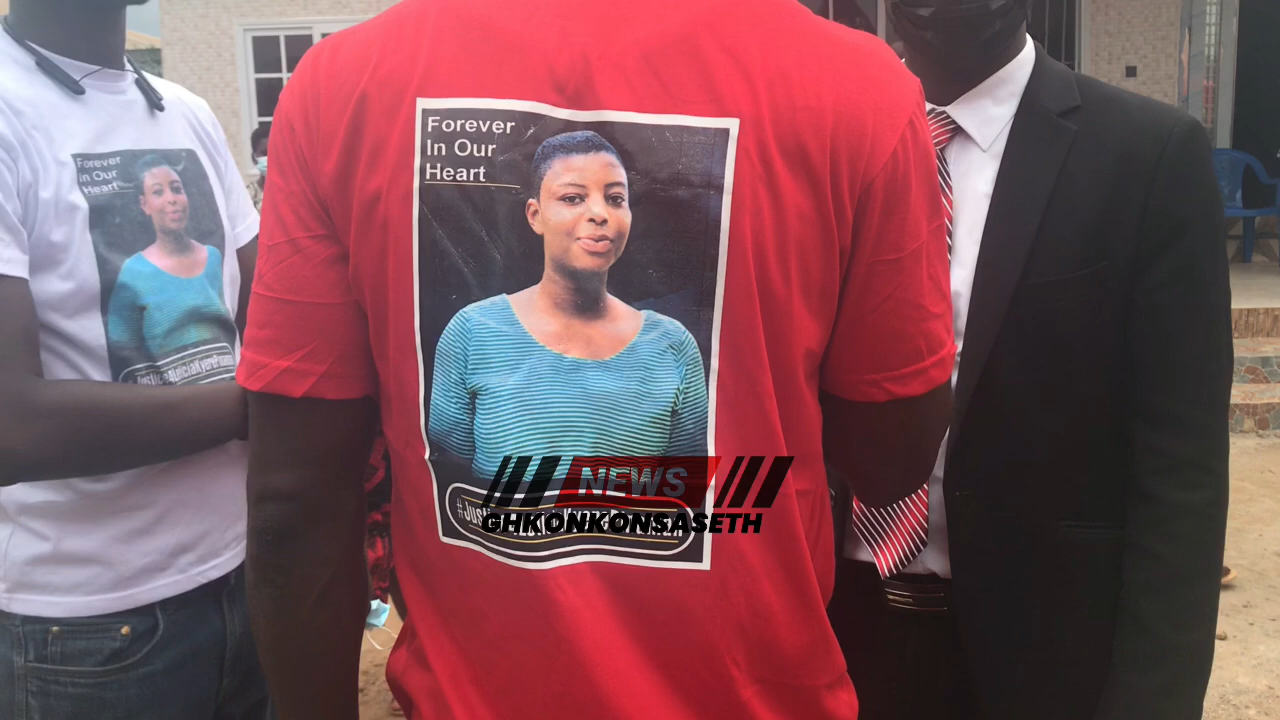 Forever
in Our
Heart
Forever
In Our
Heart
NEWS
GHKONKONSASETH